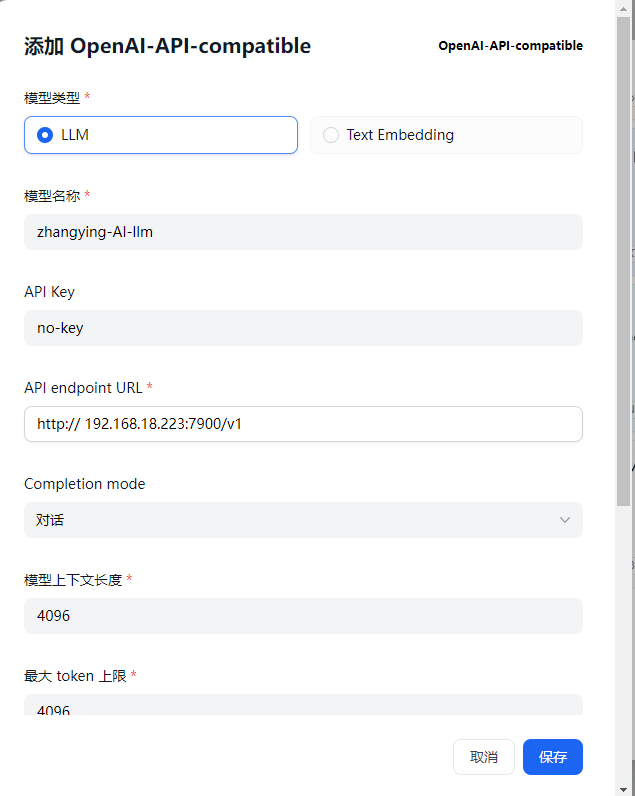 添加 OpenAI-API-compatible
OpenAI-API-compatible
模型类型 *
LLM
Text Embedding
模型名称 *
zhangying-AI-llm
API Key
no-key
API endpoint URL *
http:// 192.168.18.223:7900/v1
Completion mode
对话
模型上下文长度 *
4096
最大 token 上限 *
4096
取消
保存